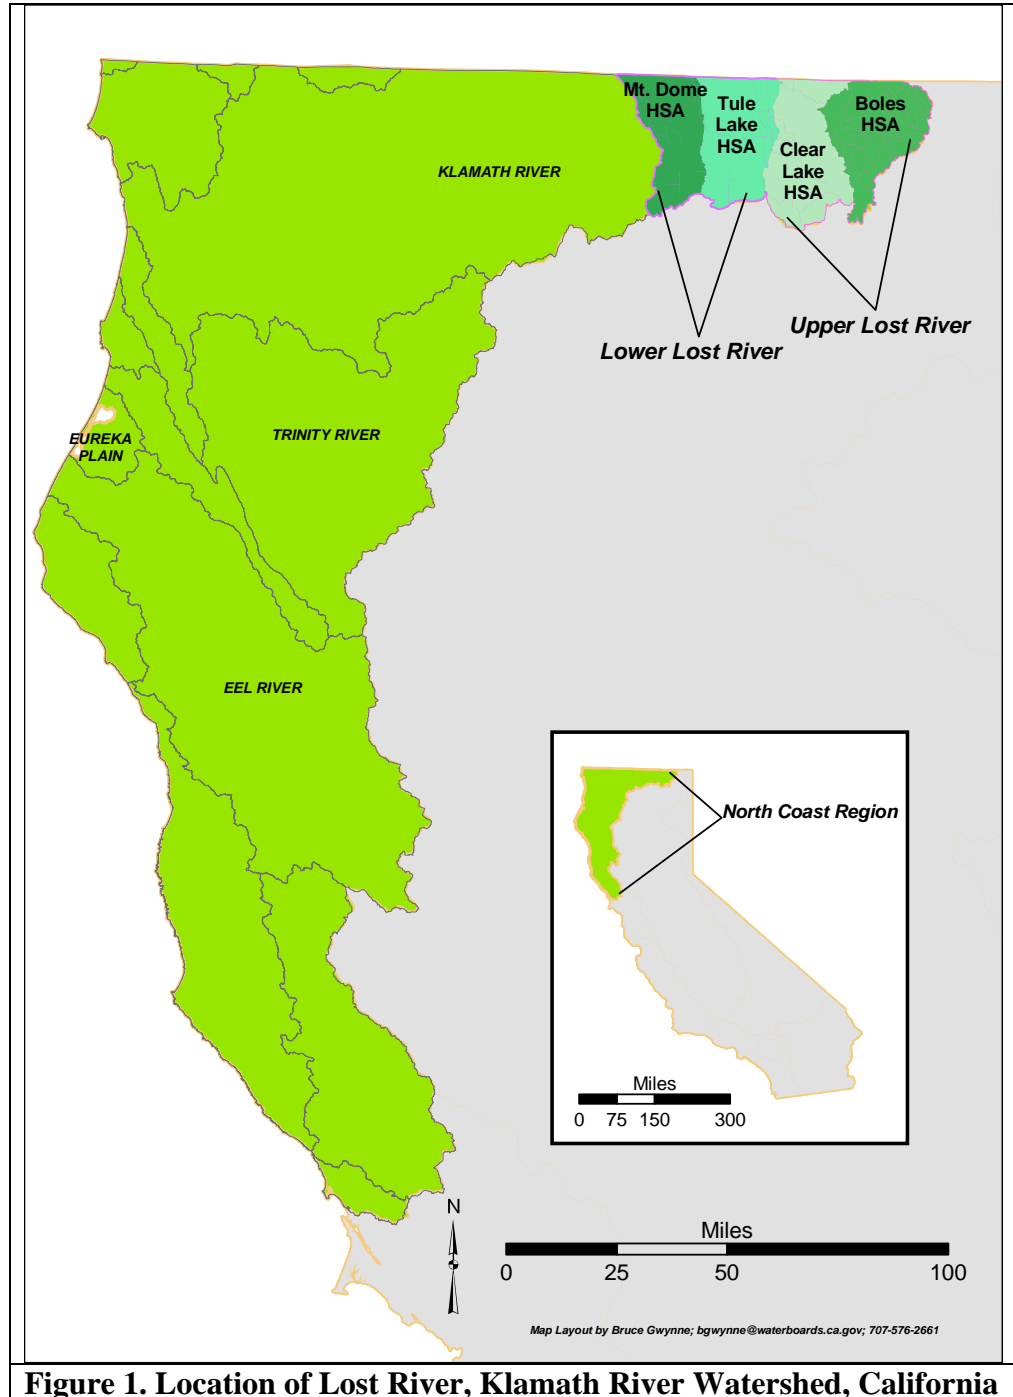 Mt. Dome
HSA
Tule
Lake
HSA
Clear
Lake
HSA
Boles
HSA
KLAMATH RIVER
Upper Lost River
Lower Lost River
TRINITY RIVER
EUREKA
PLAIN
EEL RIVER
North Coast Region
Miles
0 75 150 300
N
Miles
0 25 50 100
Map Layout by Bruce Gwynne; bgwynne@waterboards.ca.gov; 707-576-2661
Figure 1. Location of Lost River, Klamath River Watershed, California